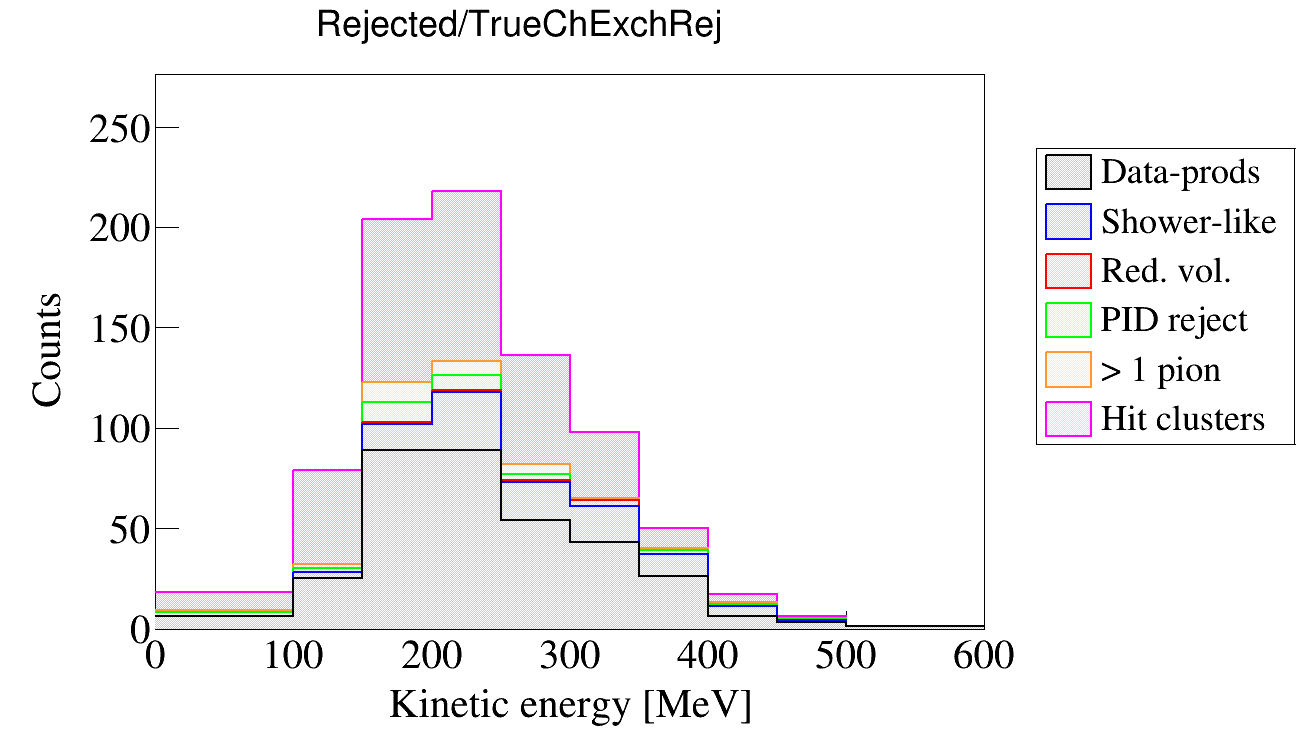 Rejected/TrueChExchRej
250
200
150
100
50
0
Counts
0 100 200 300 400 500 600
Kinetic energy [MeV]
Data-prods
Shower-like
Red. vol.
PID reject
> 1 pion
Hit clusters